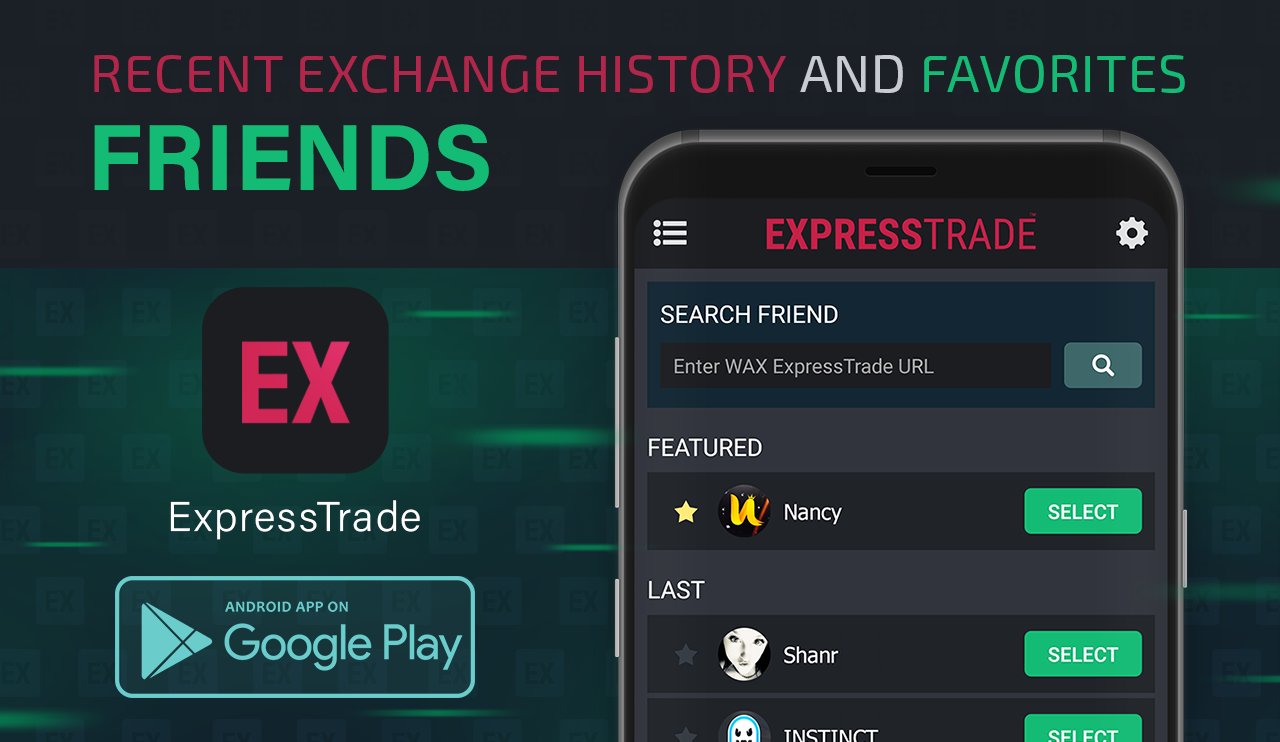 RECENT EXCHANGE HISTORY AND FAVORITES
FRIENDS
EX
ExpressTrade
ANDROID APP ON
Google Play
EXPRESSTRADE™
SEARCH FRIEND
Enter WAX ExpressTrade URL
FEATURED
Nancy
SELECT
LAST
Shanr
SELECT
INSTINCT
SELECT